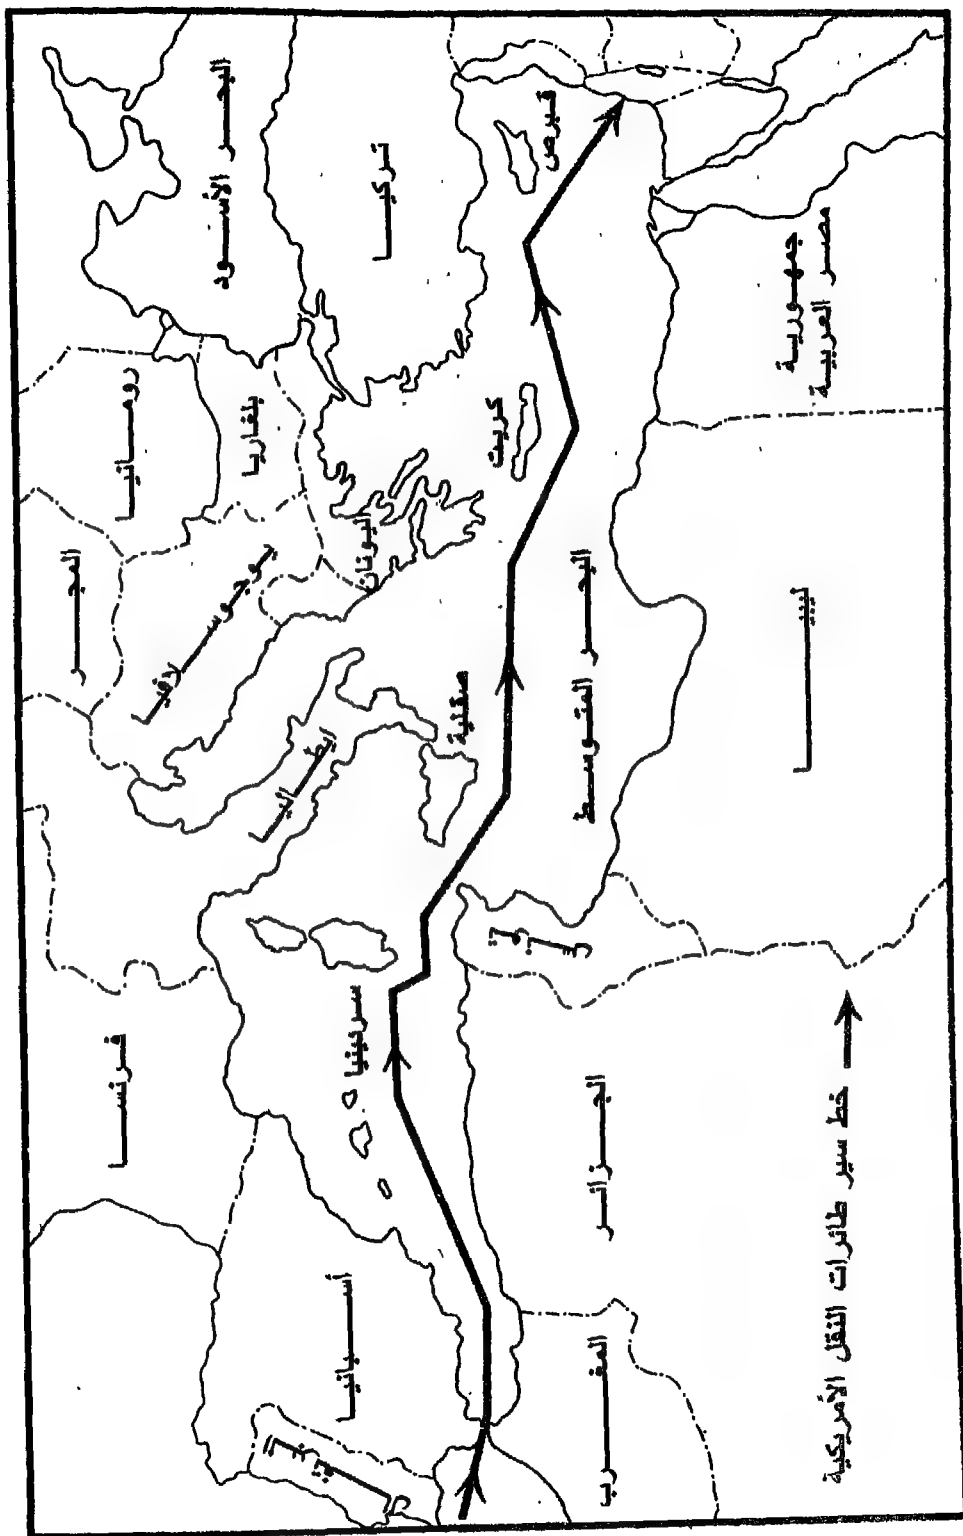 البحر الأسود
تركيا
قبرص
رومانيا
بلغاريا
المجر
يوغوسلافيا
اليونان
كريت
جمهورية
مصر العربية
إيطاليا
صقلية
البحر المتوسط
ليبيا
فرنسا
سردينيا
تونس
الجزائر
أسبانيا
البرتغال
المغرب
خط سير طائرات النقل الأمريكية